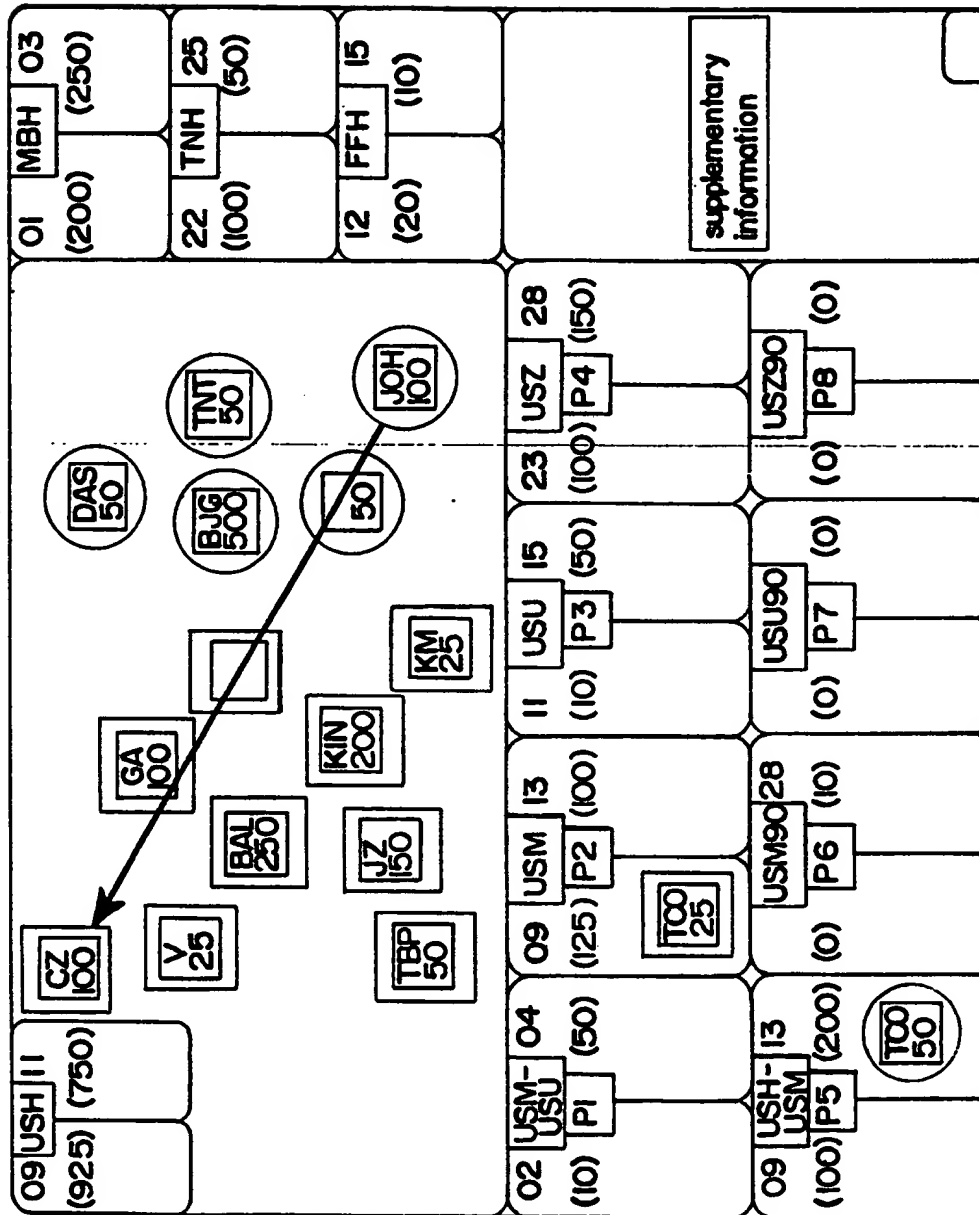 09 USH 11
(925) (750)
CZ
100
V
25
TBP
50
GA
100
BAL
250
JZ
150
KIN
200
KM
25
DAS
50
BJG
500
50
TNT
50
JOH
100
01 MBH 03
(200) (250)
22 TNH 25
(100) (50)
12 FFH 15
(20) (10)
02 USM-USU 04
(10) P1 (50)
09 USM 13
(125) P2 (100)
TCO
25
11 USU 15
(10) P3 (50)
23 USZ 28
(100) P4 (150)
09 USH-USM 13
(100) P5 (200)
TCO
50
USM90 28
(0) P6 (10)
USU90
(0) P7 (0)
USZ90
(0) P8 (0)
supplementary
information